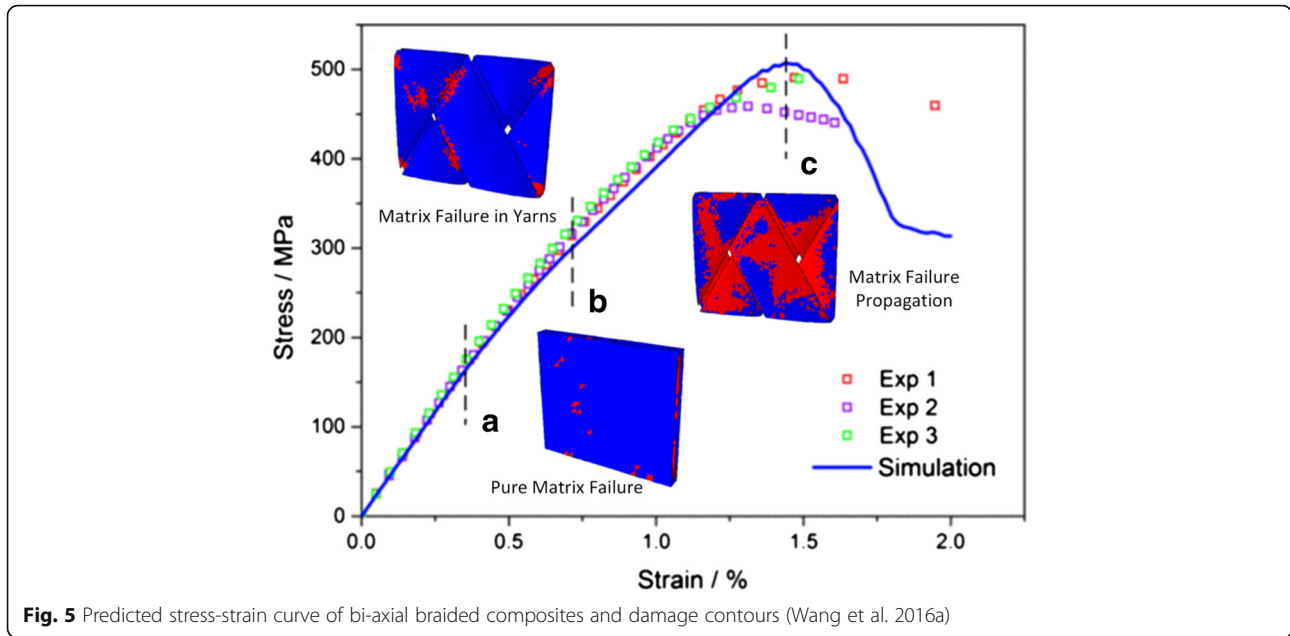 500
400
300
200
100
0
Stress / MPa
0.0
0.5
1.0
1.5
2.0
Strain / %
Matrix Failure in Yarns
a
b
c
Pure Matrix Failure
Matrix Failure
Propagation
Exp 1
Exp 2
Exp 3
Simulation
Fig. 5 Predicted stress-strain curve of bi-axial braided composites and damage contours (Wang et al. 2016a)